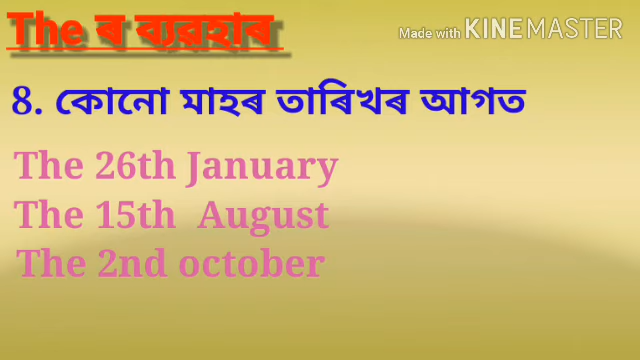 The ৰ ব্যৱহাৰ
Made with KINEMASTER
8. কোনো মাহৰ তাৰিখৰ আগত
The 26th January
The 15th August
The 2nd october